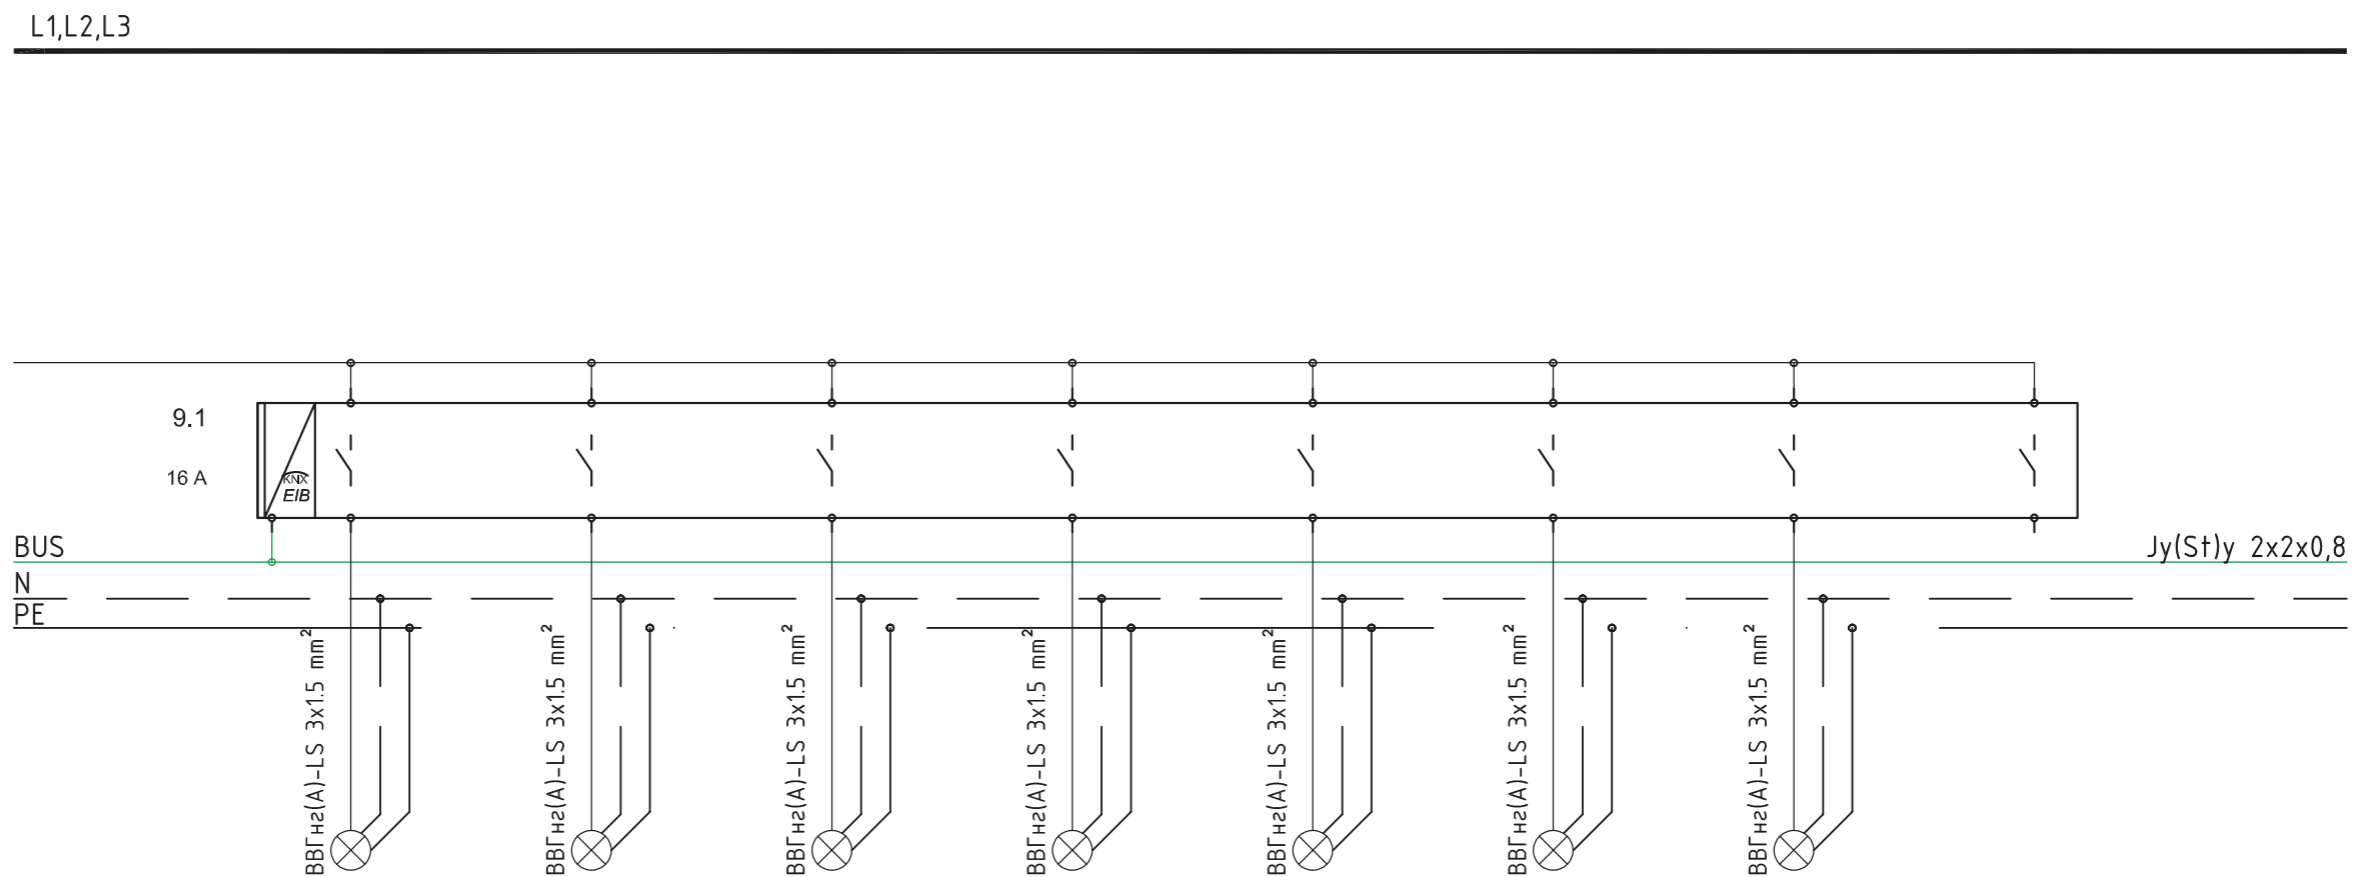 L1,L2,L3
9.1
16 A
KNX
EIB
BUS
Jy(St)y 2x2x0,8
N
PE
ВВГнг(А)-LS 3x1.5 mm²
ВВГнг(А)-LS 3x1.5 mm²
ВВГнг(А)-LS 3x1.5 mm²
ВВГнг(А)-LS 3x1.5 mm²
ВВГнг(А)-LS 3x1.5 mm²
ВВГнг(А)-LS 3x1.5 mm²
ВВГнг(А)-LS 3x1.5 mm²